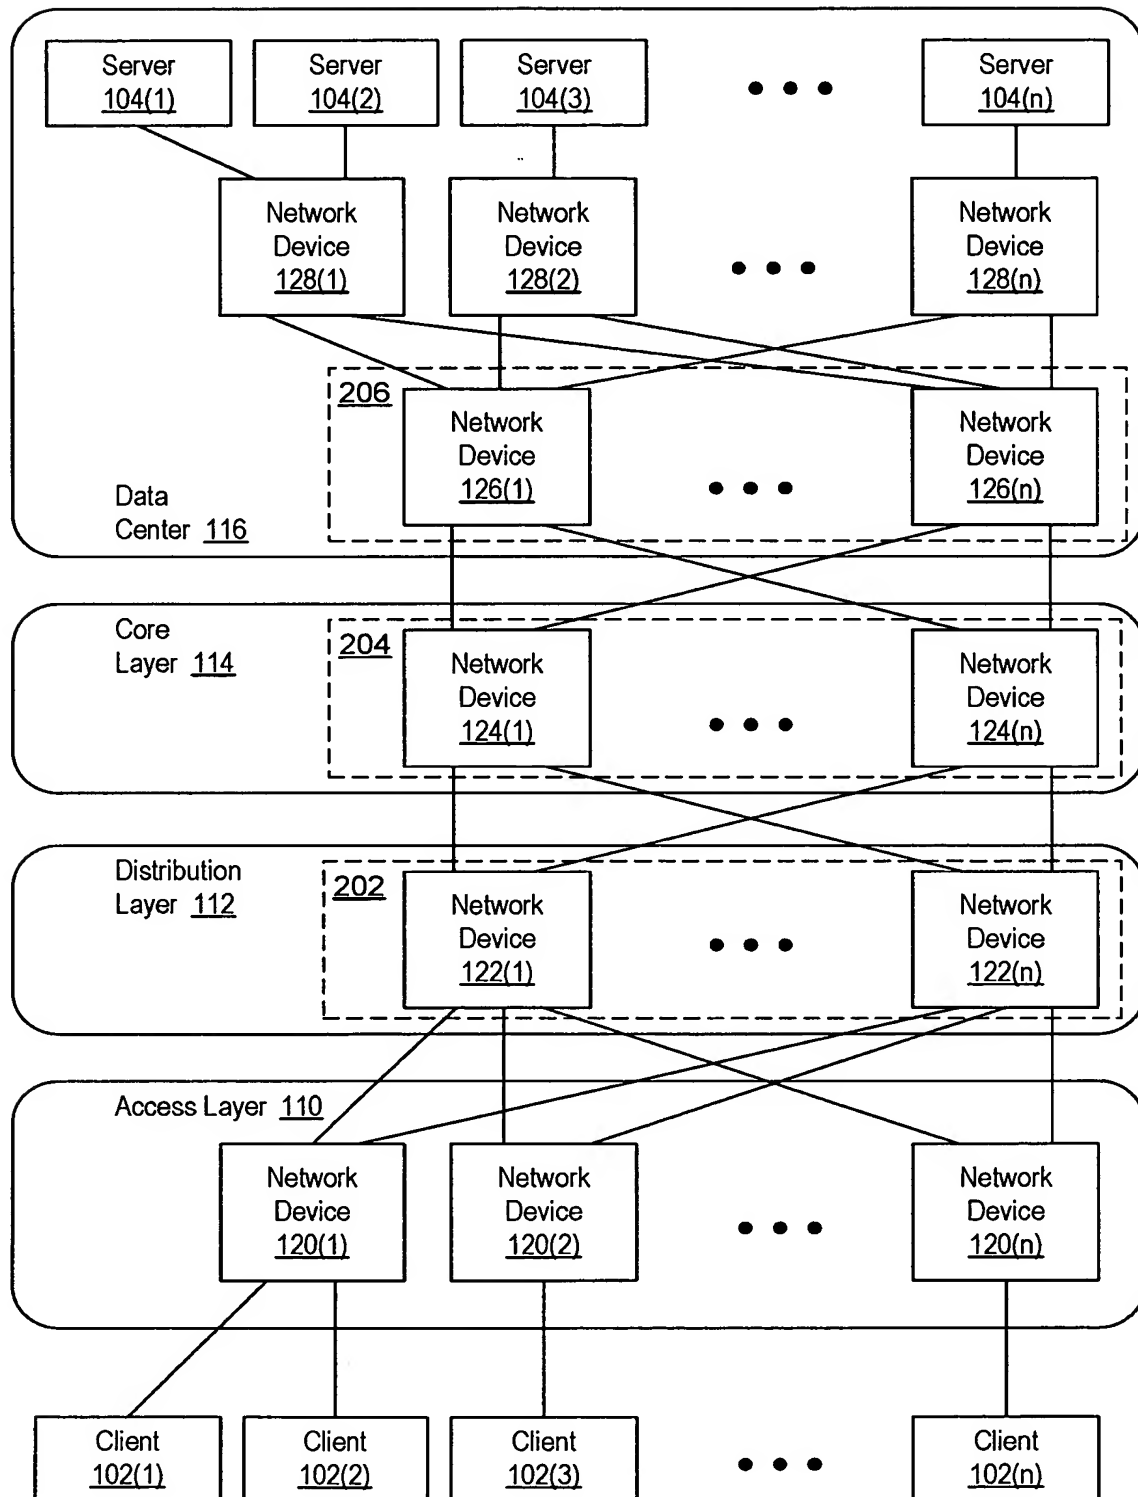 Server
104(1)
Server
104(2)
Server
104(3)
Server
104(n)
Network
Device
128(1)
Network
Device
128(2)
Network
Device
128(n)
206
Network
Device
126(1)
Network
Device
126(n)
Data
Center 116
Core
Layer 114
204
Network
Device
124(1)
Network
Device
124(n)
Distribution
Layer 112
202
Network
Device
122(1)
Network
Device
122(n)
Access Layer 110
Network
Device
120(1)
Network
Device
120(2)
Network
Device
120(n)
Client
102(1)
Client
102(2)
Client
102(3)
Client
102(n)